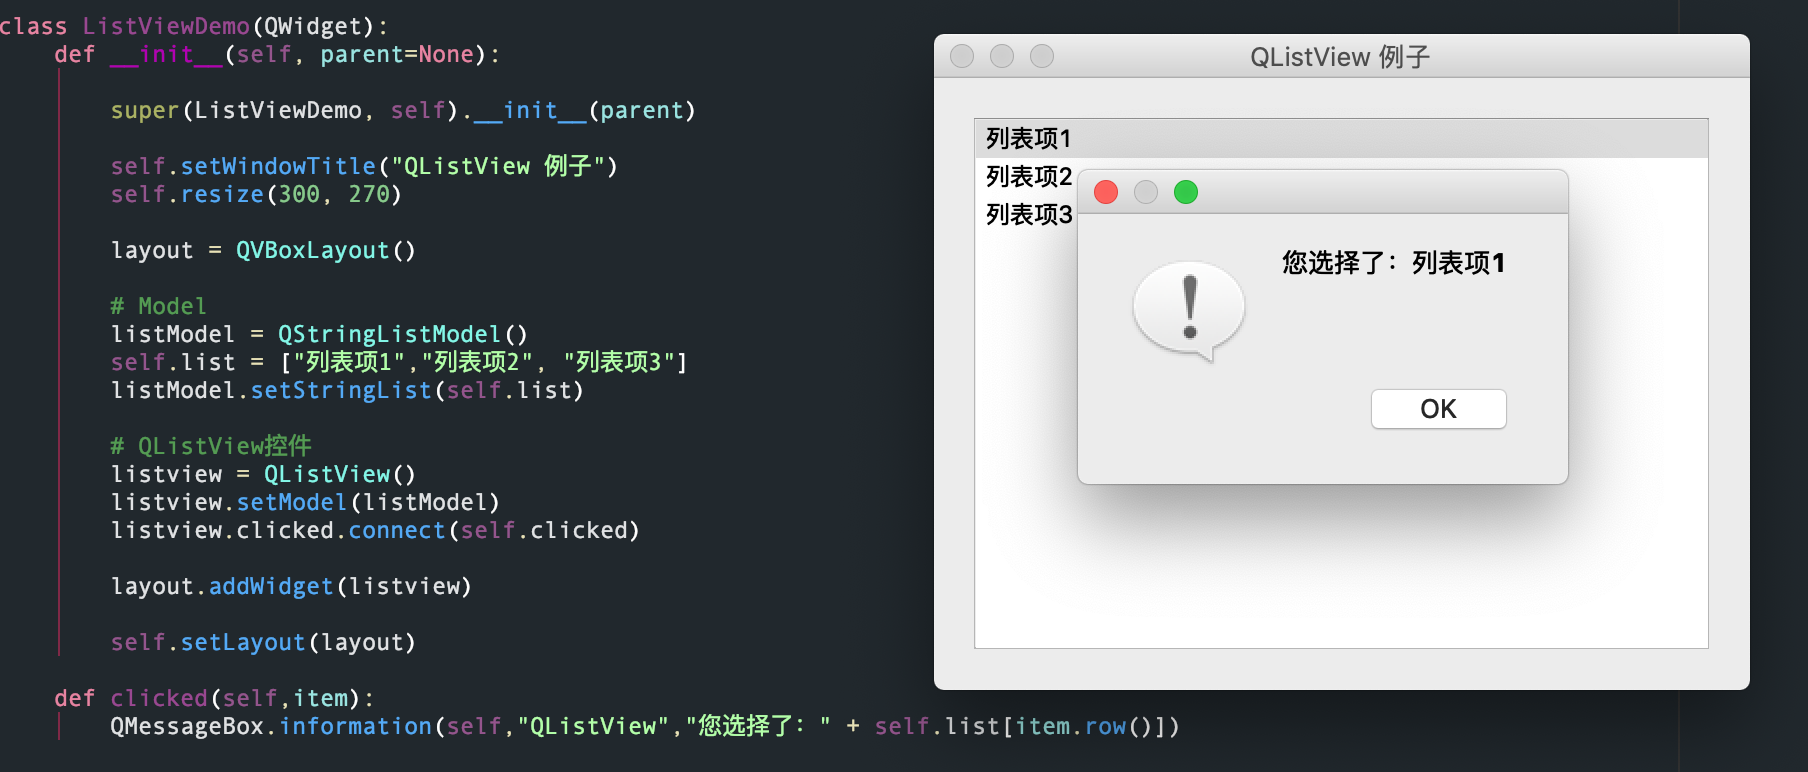 class ListViewDemo(QWidget):
def __init__(self, parent=None):
super(ListViewDemo, self).__init__(parent)
self.setWindowTitle("QListView 例子")
self.resize(300, 270)
layout = QVBoxLayout()
# Model
listModel = QStringListModel()
self.list = ["列表项1","列表项2", "列表项3"]
listModel.setStringList(self.list)
# QListView控件
listview = QListView()
listview.setModel(listModel)
listview.clicked.connect(self.clicked)
layout.addWidget(listview)
self.setLayout(layout)
def clicked(self,item):
QMessageBox.information(self,"QListView","您选择了：" + self.list[item.row()])
QListView 例子
列表项1
列表项2
列表项3
您选择了：列表项1
OK